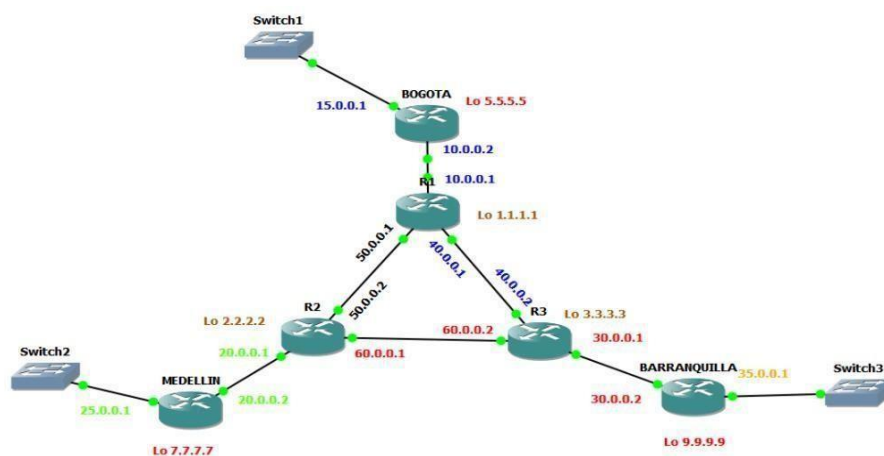 Switch1
BOGOTA
Lo 5.5.5.5
15.0.0.1
10.0.0.2
10.0.0.1
R1
Lo 1.1.1.1
50.0.0.1
40.0.0.1
40.0.0.2
50.0.0.2
R2
R3
Lo 2.2.2.2
Lo 3.3.3.3
60.0.0.2
30.0.0.1
20.0.0.1
60.0.0.1
Switch2
MEDELLIN
BARRANQUILLA
35.0.0.1
Switch3
25.0.0.1
20.0.0.2
30.0.0.2
Lo 7.7.7.7
Lo 9.9.9.9